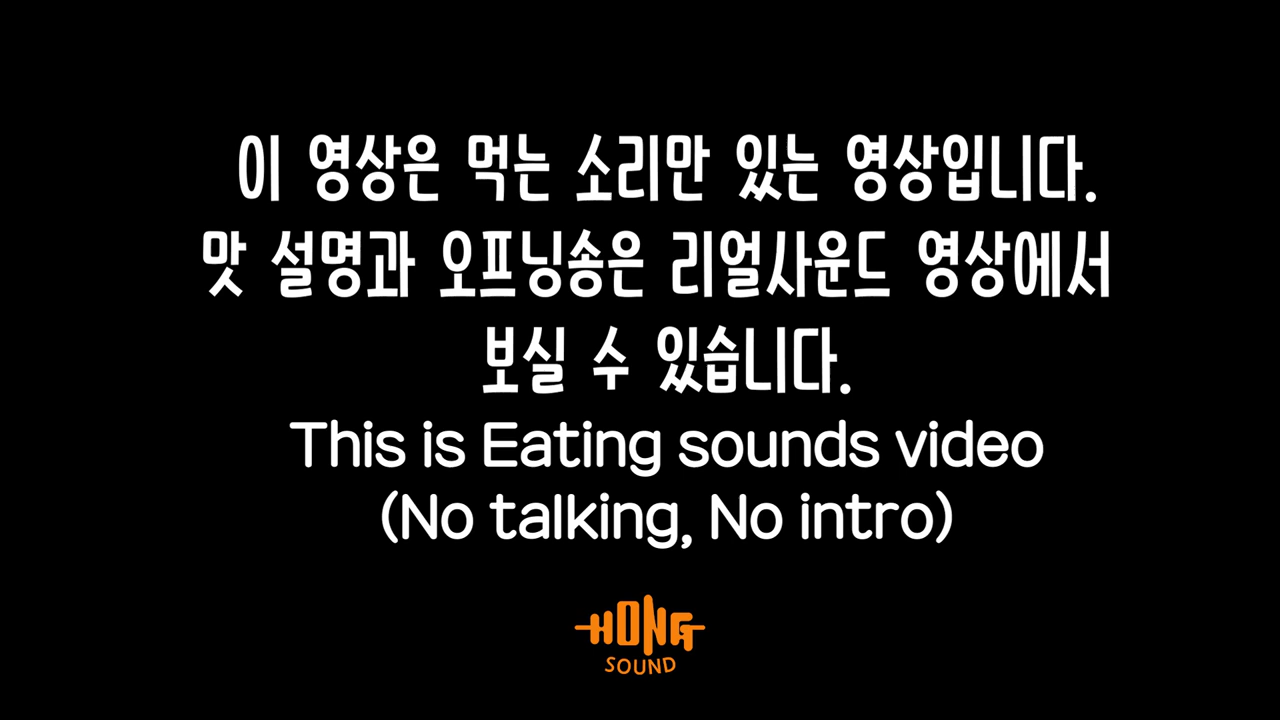 이 영상은 먹는 소리만 있는 영상입니다.
맛 설명과 오프닝송은 리얼사운드 영상에서
보실 수 있습니다.
This is Eating sounds video
(No talking, No intro)
HONG
SOUND